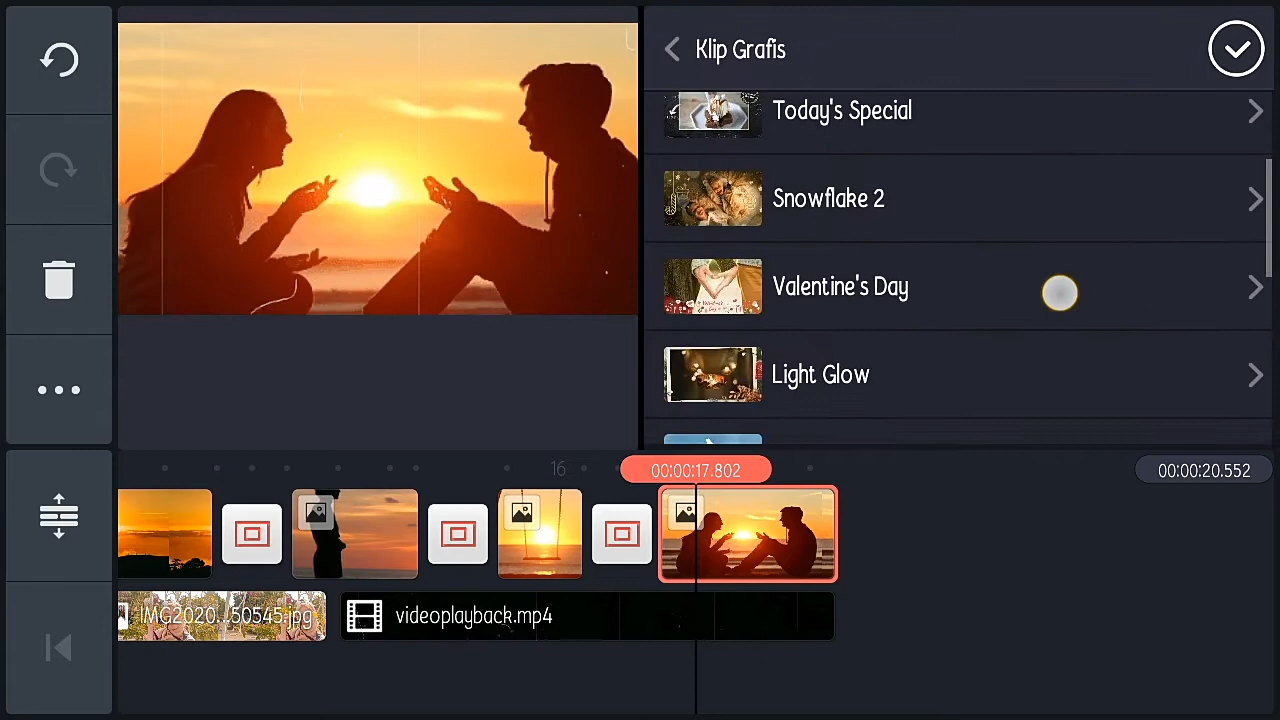 Klip Grafis
Today's Special
Snowflake 2
Valentine's Day
Light Glow
16
00:00:17.802
00:00:20.552
IMG2020...50545.jpg
videoplayback.mp4